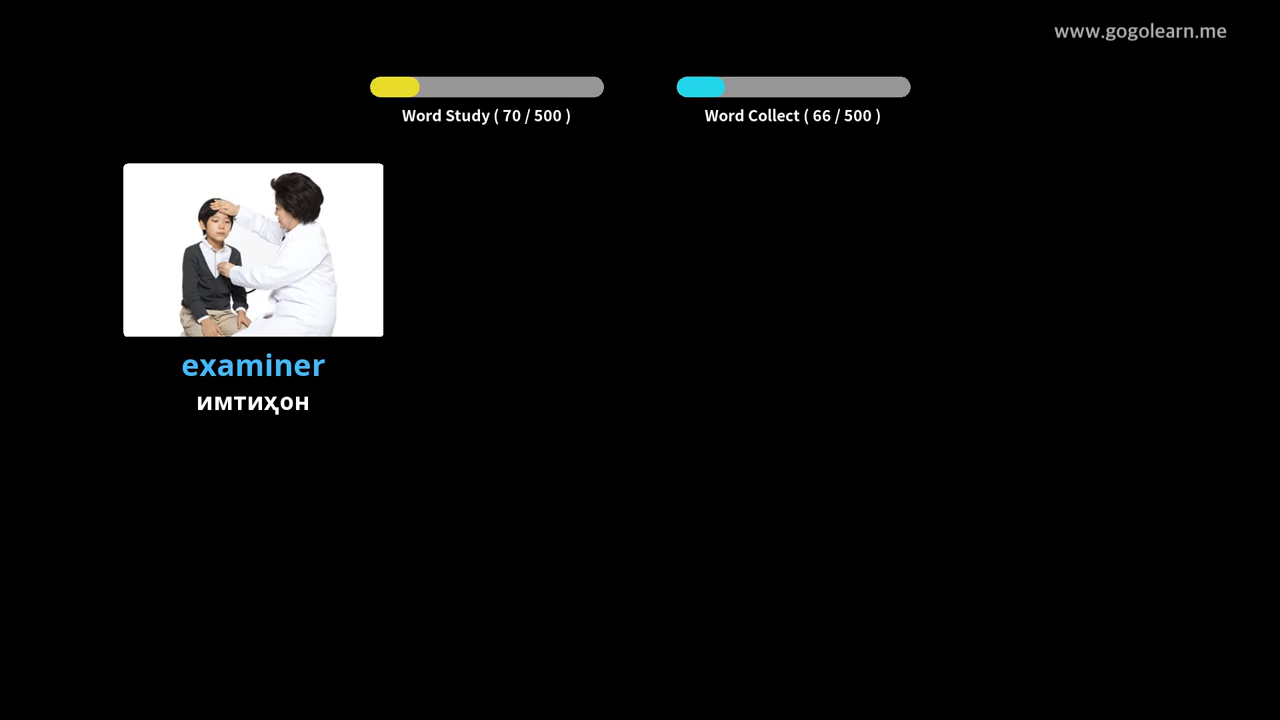 www.gogolearn.me
Word Study ( 70 / 500 )
Word Collect ( 66 / 500 )
examiner
имтиҳон